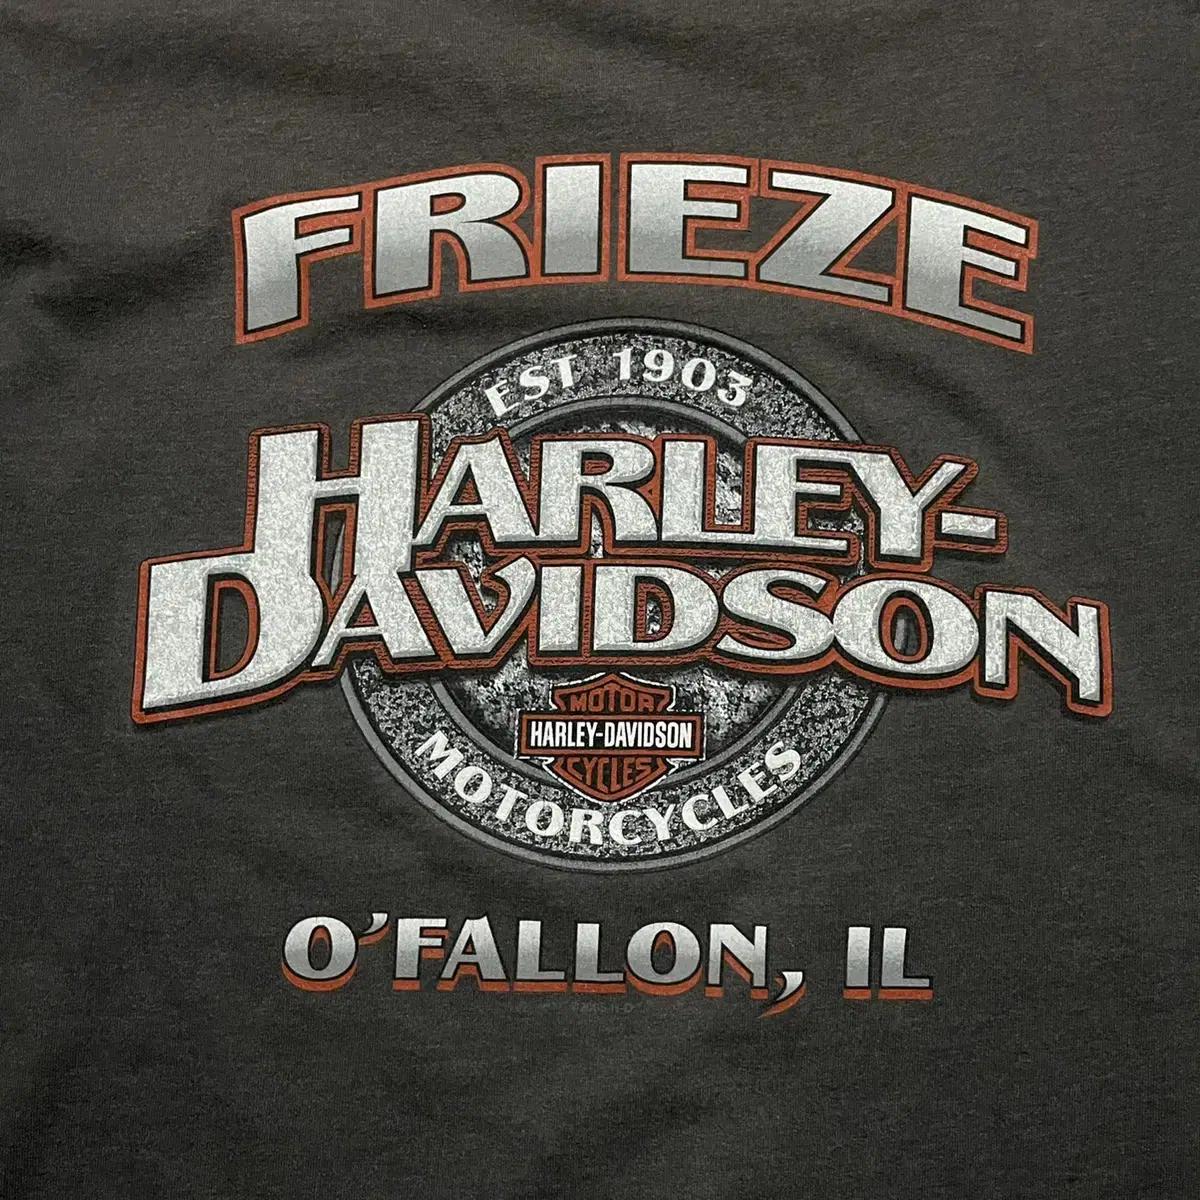 FRIEZE
EST 1903
HARLEY-
DAVIDSON
MOTOR
HARLEY-DAVIDSON
CYCLES
MOTORCYCLES
O'FALLON, IL